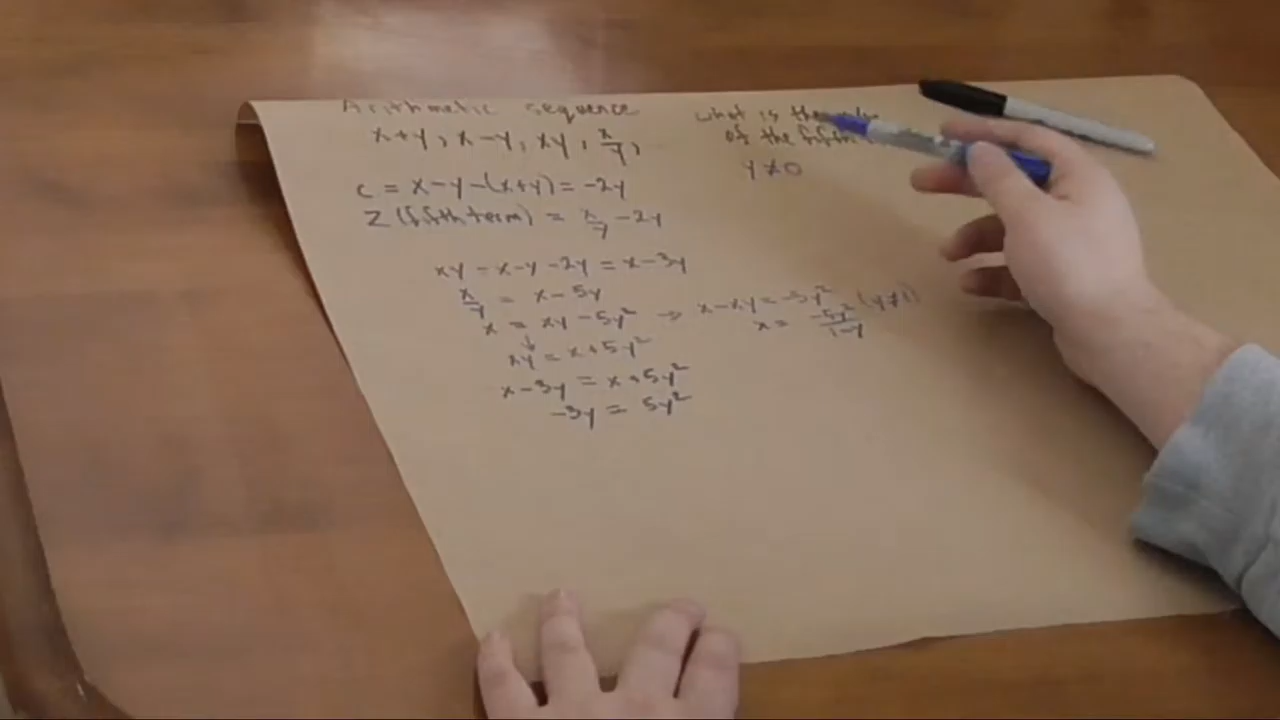 Arithmetic sequence
x+y, x-y, xy, x/y,
what is the
of the fifth
y≠0
c = x-y-(x+y) = -2y
Z (fifth term) = x/y -2y
xy = x-y-2y = x-3y
x/y = x-5y
x = xy-5y² → x-xy = -5y² (y≠1)
x = -5y²/1-y
xy = x+5y²
x-3y = x+5y²
-3y = 5y²